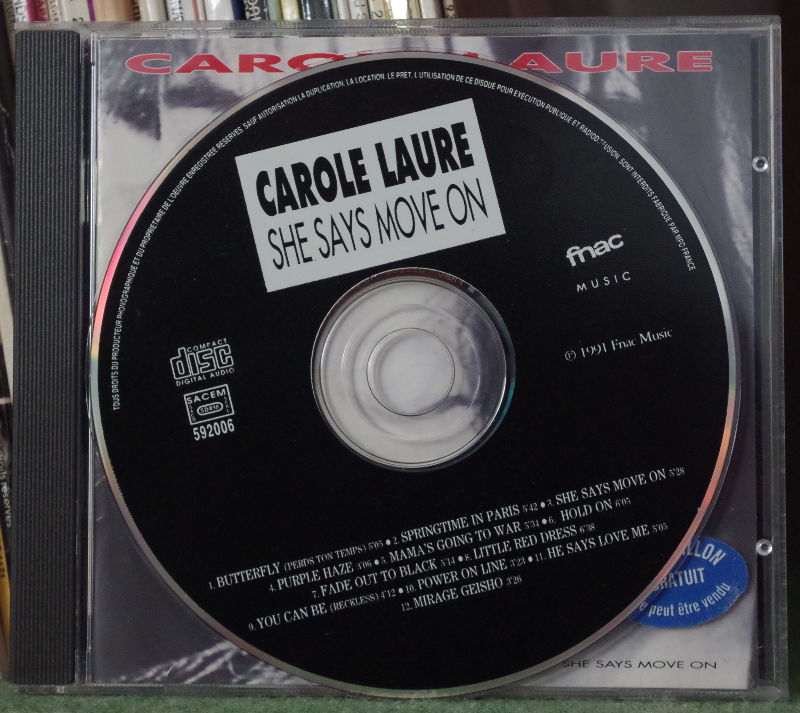 CAROLE LAURE
TOUS DROITS DU PRODUCTEUR PHONOGRAPHIQUE ET DU PROPRIETAIRE DE L'OEUVRE ENREGISTREE RESERVES. SAUF AUTORISATION LA DUPLICATION, LA LOCATION, LE PRET, L'UTILISATION DE CE DISQUE POUR EXECUTION PUBLIQUE ET RADIODIFFUSION, SONT INTERDITS FABRIQUE PAR MPO FRANCE
CAROLE LAURE
SHE SAYS MOVE ON
fnac
MUSIC
℗ 1991 Fnac Music
COMPACT
disc
DIGITAL AUDIO
SACEM
SDRM
592006
1. BUTTERFLY (PERDS TON TEMPS) 5'05 ● 2. SPRINGTIME IN PARIS 5'42 ● 3. SHE SAYS MOVE ON 5'28
4. PURPLE HAZE 3'06 ● 5. MAMA'S GOING TO WAR 5'34 ● 6. HOLD ON 6'05
7. FADE OUT TO BLACK 5'14 ● 8. LITTLE RED DRESS 6'38
9. YOU CAN BE (RECKLESS) 4'12 ● 10. POWER ON LINE 3'23 ● 11. HE SAYS LOVE ME 5'05
12. MIRAGE GEISHO 3'26
LLON
RATUIT
e peut être vendu
SHE SAYS MOVE ON